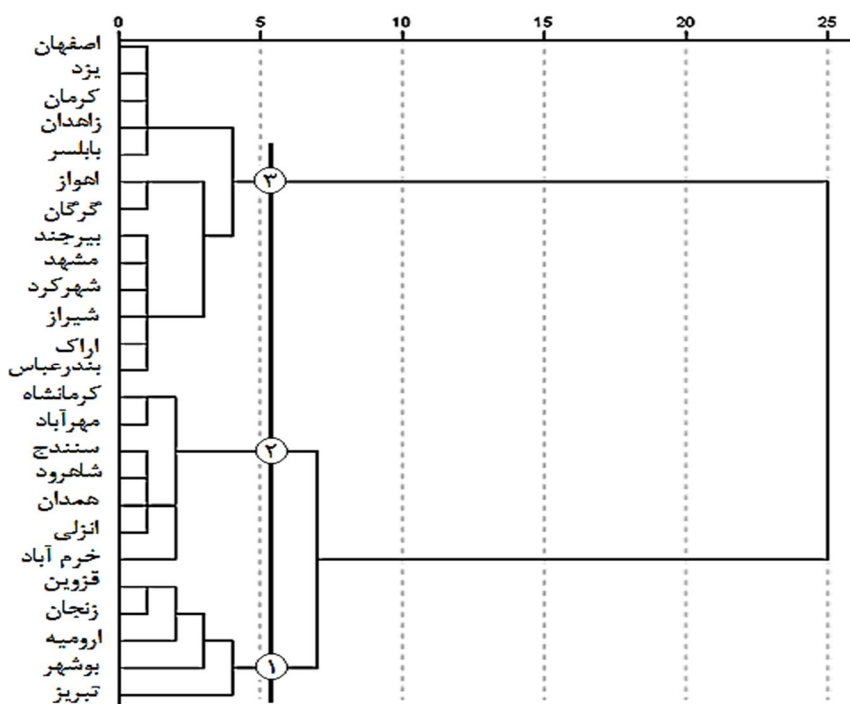 0 5 10 15 20 25
اصفهان
یزد
کرمان
زاهدان
بابلسر
اهواز
گرگان
بیرجند
مشهد
شهرکرد
شیراز
اراک
بندرعباس
کرمانشاه
مهرآباد
سنندج
شاهرود
همدان
انزلی
خرم آباد
قزوین
زنجان
ارومیه
بوشهر
تبریز
۳
۲
۱